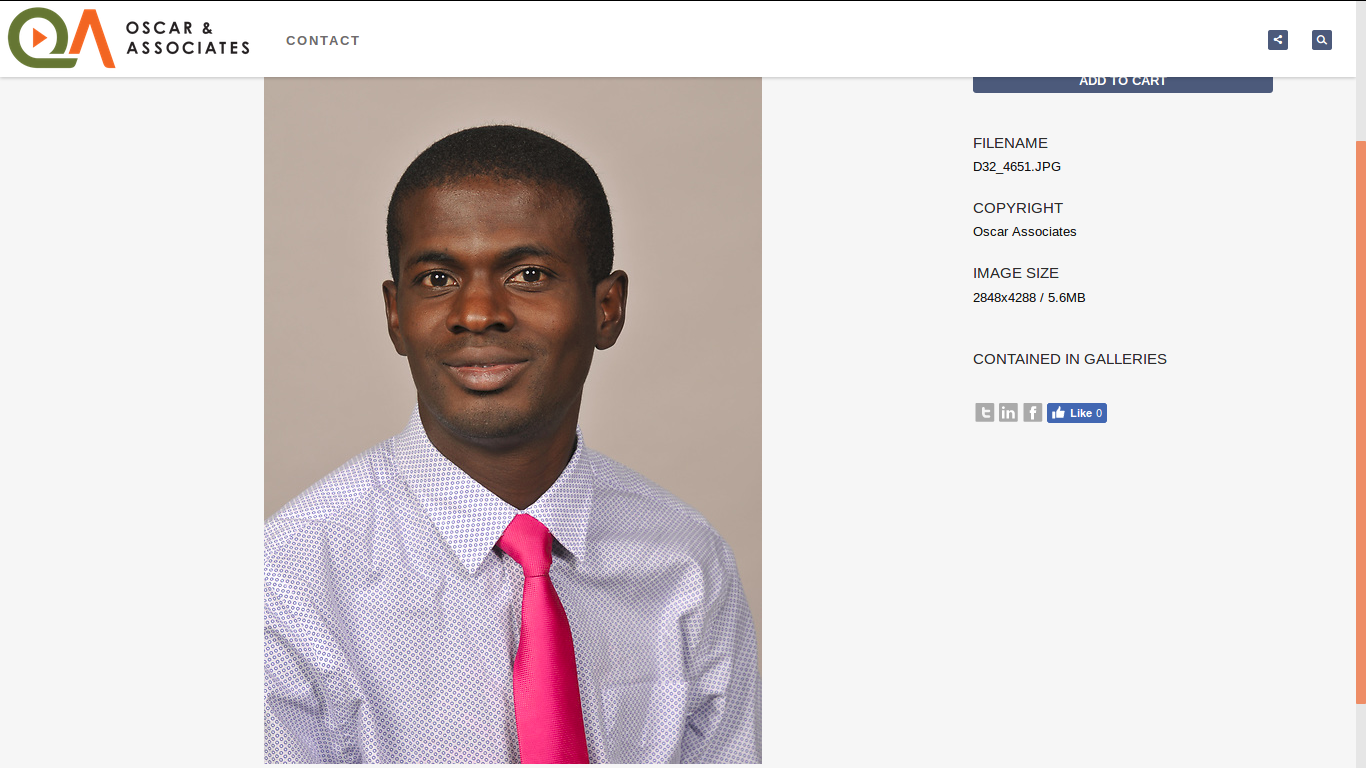 OSCAR &
ASSOCIATES
CONTACT
ADD TO CART
FILENAME
D32_4651.JPG
COPYRIGHT
Oscar Associates
IMAGE SIZE
2848x4288 / 5.6MB
CONTAINED IN GALLERIES
Like 0